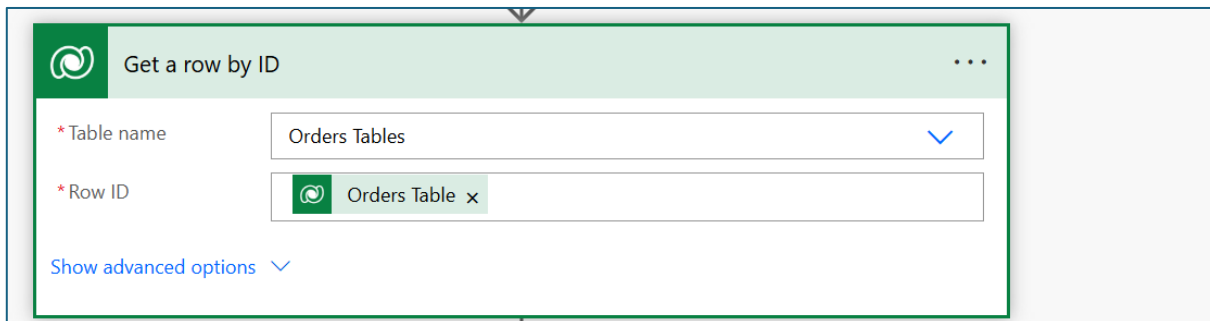 Get a row by ID
...
*Table name
Orders Tables
*Row ID
Orders Table x
Show advanced options